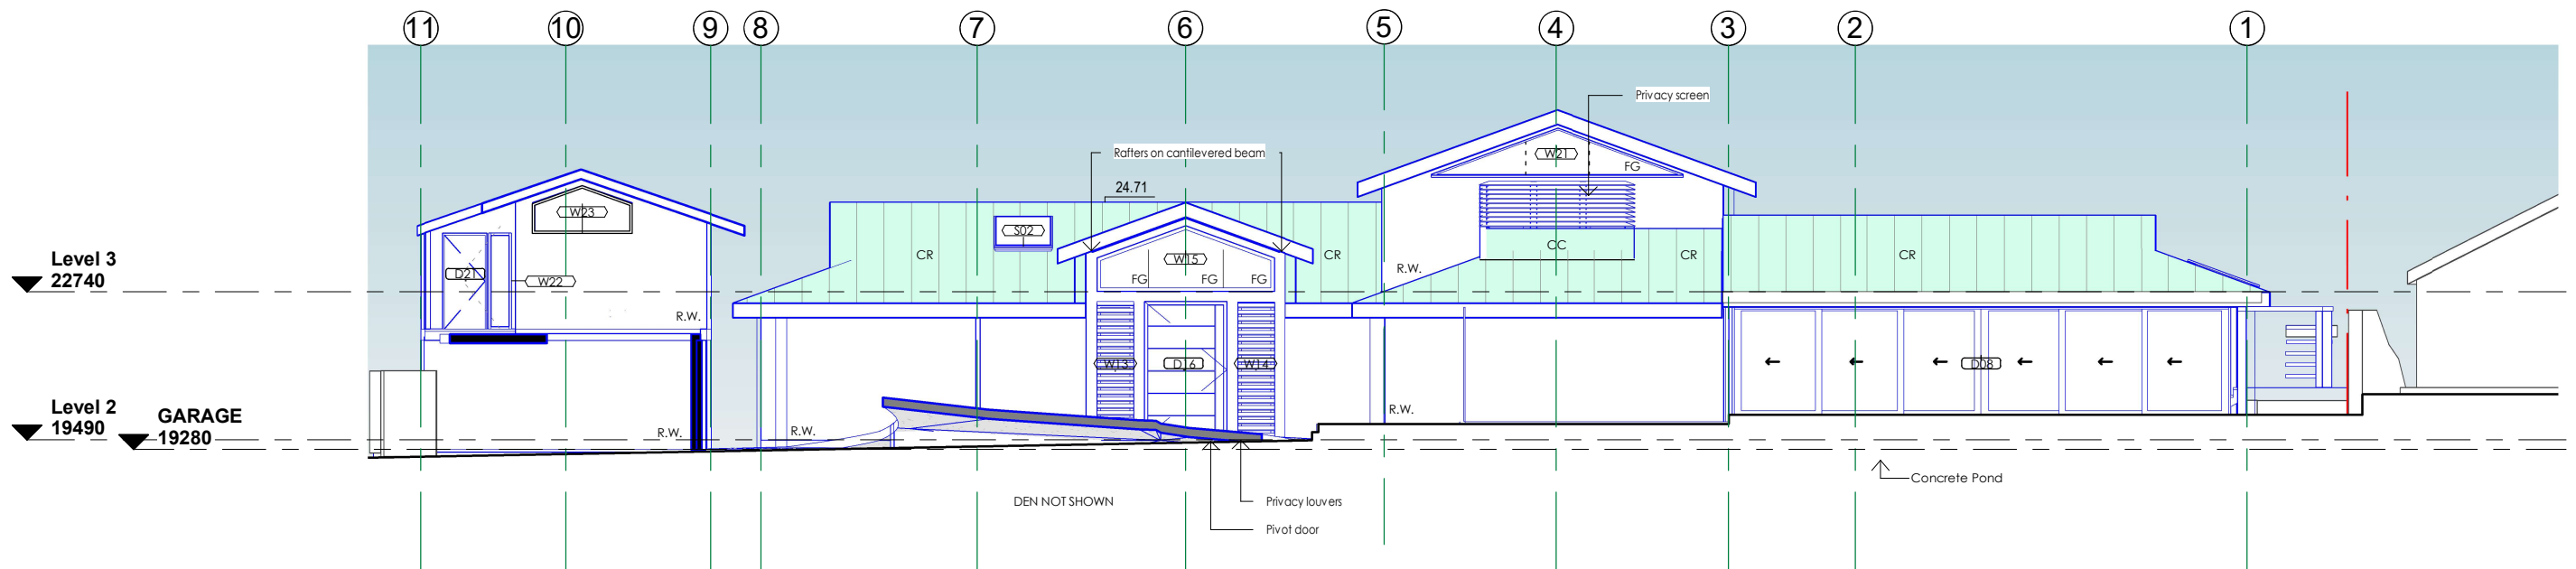 11 10 9 8 7 6 5 4 3 2 1
Privacy screen
Rafters on cantilevered beam
W21
FG
24.71
W23
S02
CR
CR
CC
CR
CR
W15
FG FG FG
R.W.
Level 3
22740
D21
W22
R.W.
W13
D16
W14
D08
Level 2
19490
GARAGE
19280
R.W.
R.W.
R.W.
Concrete Pond
DEN NOT SHOWN
Privacy louvers
Pivot door